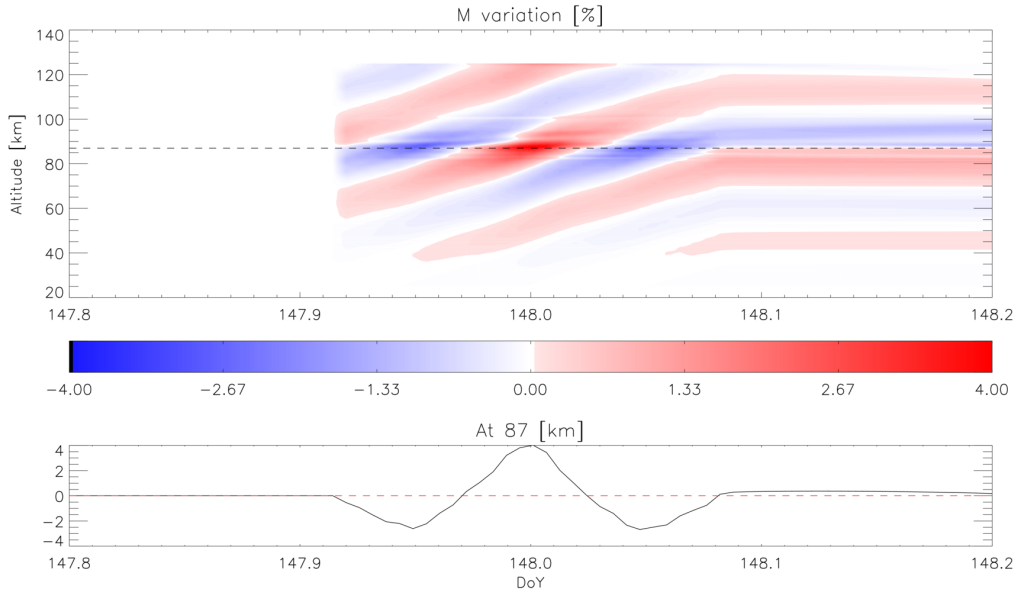 M variation [%]
140
120
100
80
60
40
20
Altitude [km]
147.8 147.9 148.0 148.1 148.2
−4.00 −2.67 −1.33 0.00 1.33 2.67 4.00
At 87 [km]
4
2
0
−2
−4
147.8 147.9 148.0 148.1 148.2
DoY